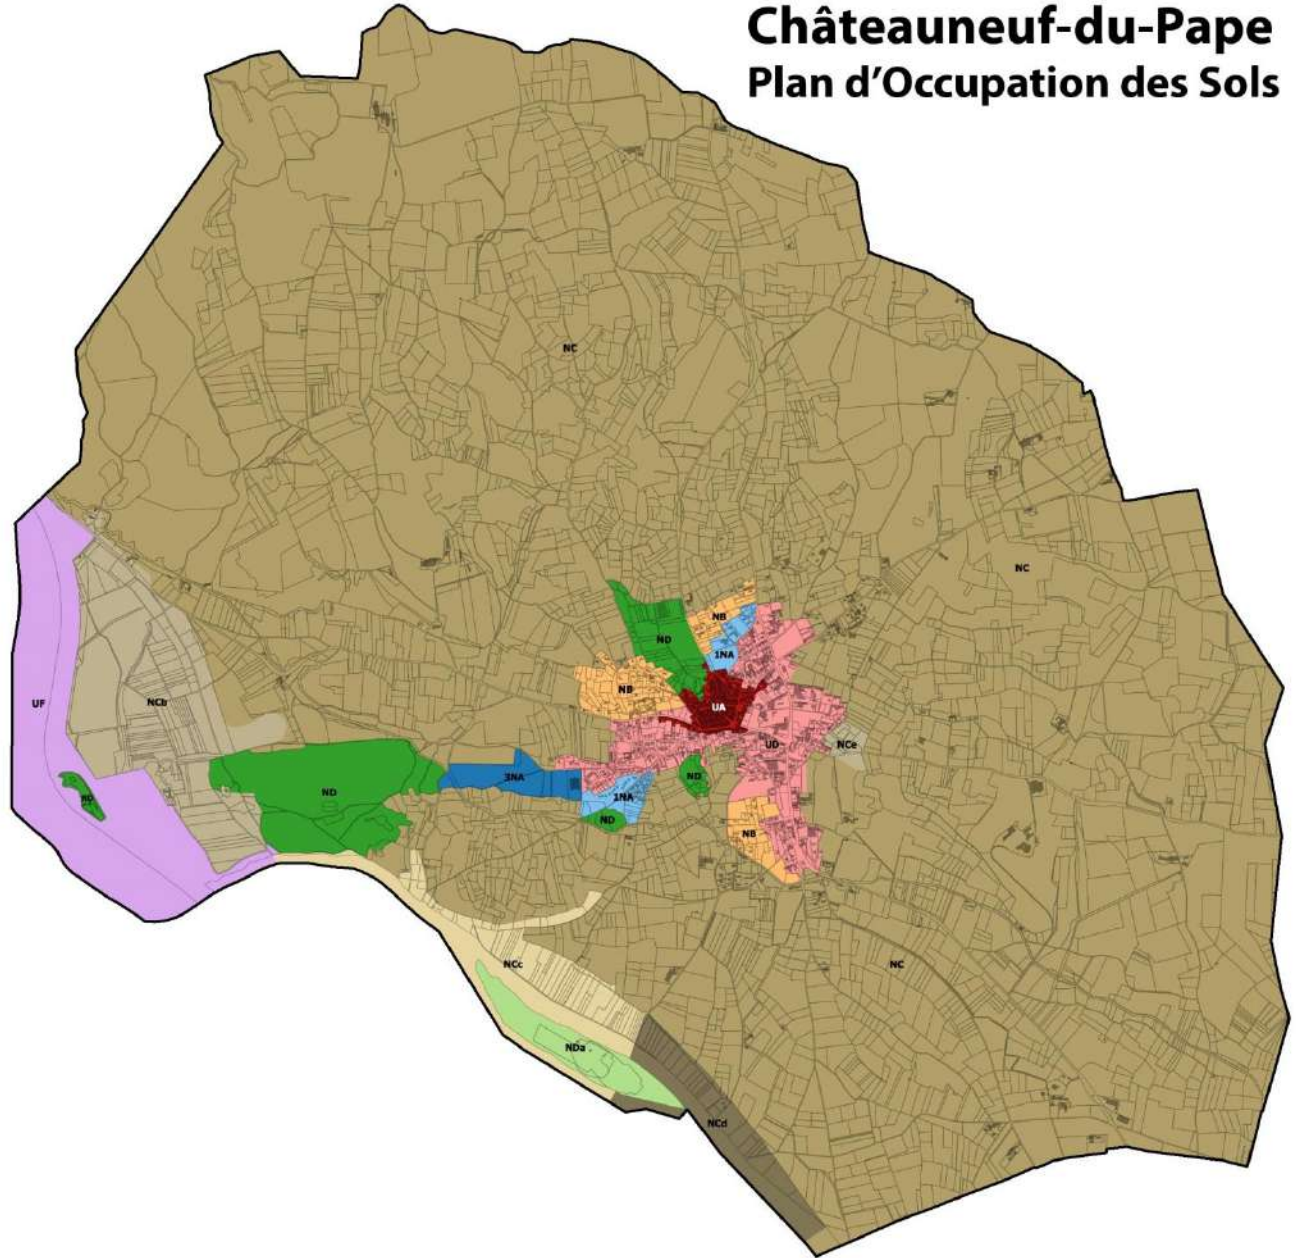 Châteauneuf-du-Pape
Plan d'Occupation des Sols
NC
NC
NB
ND
1NA
NB
UA
UF
NCb
UD
NCe
3NA
ND
ND
1NA
ND
ND
NB
NC
NCc
NDa
NCd